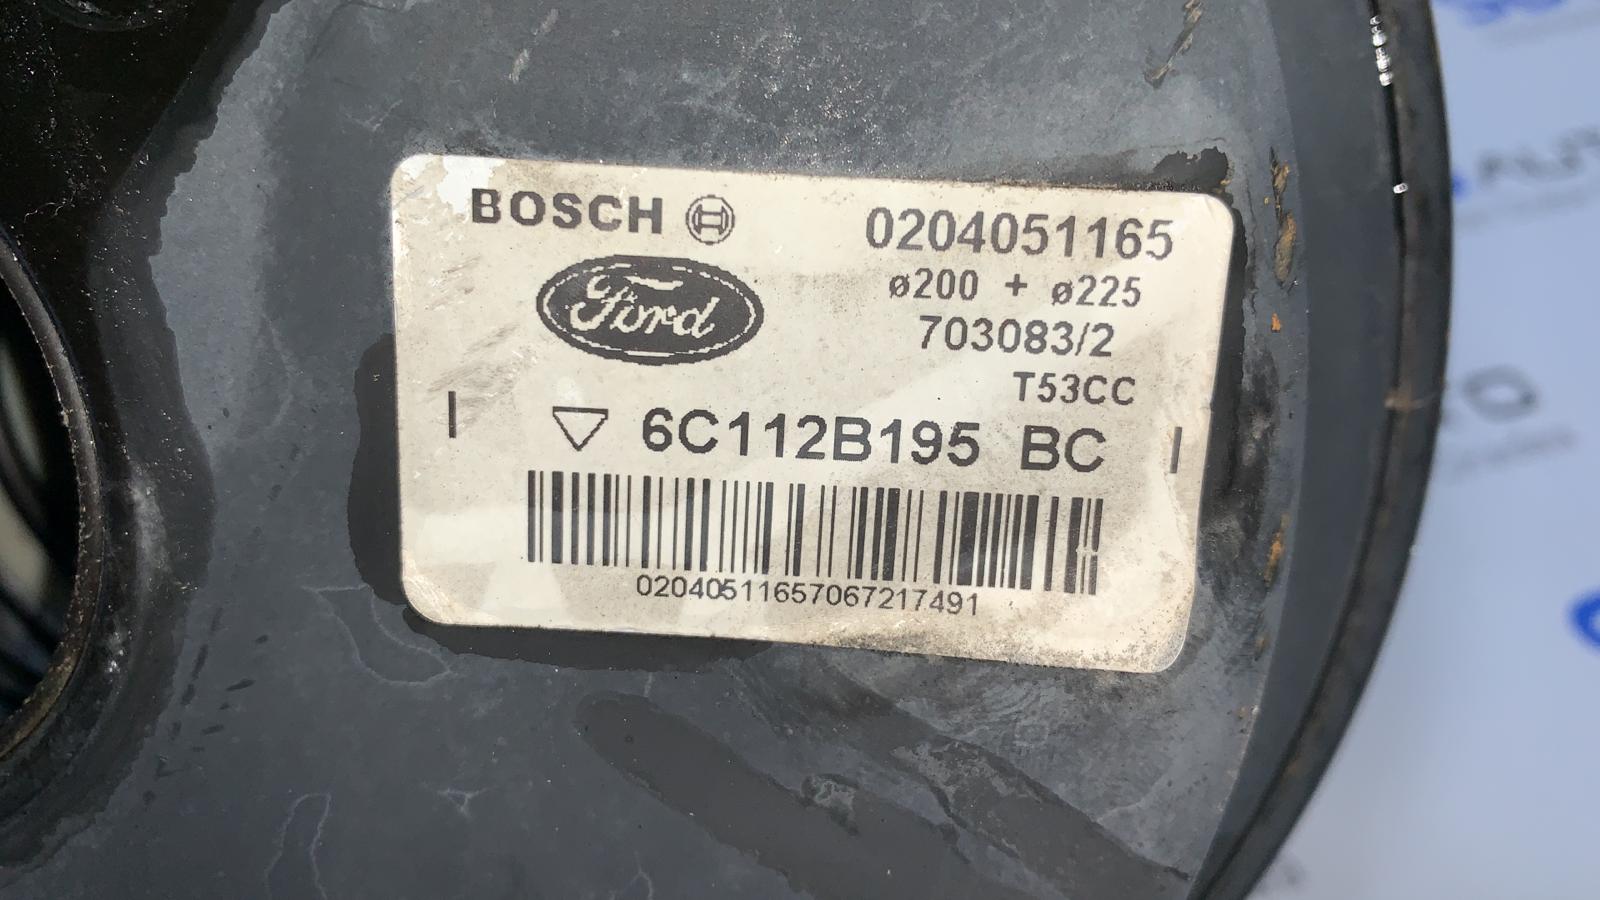 BOSCH
0204051165
ø200 + ø225
Ford
703083/2
T53CC
6C112B195 BC
02040511657067217491